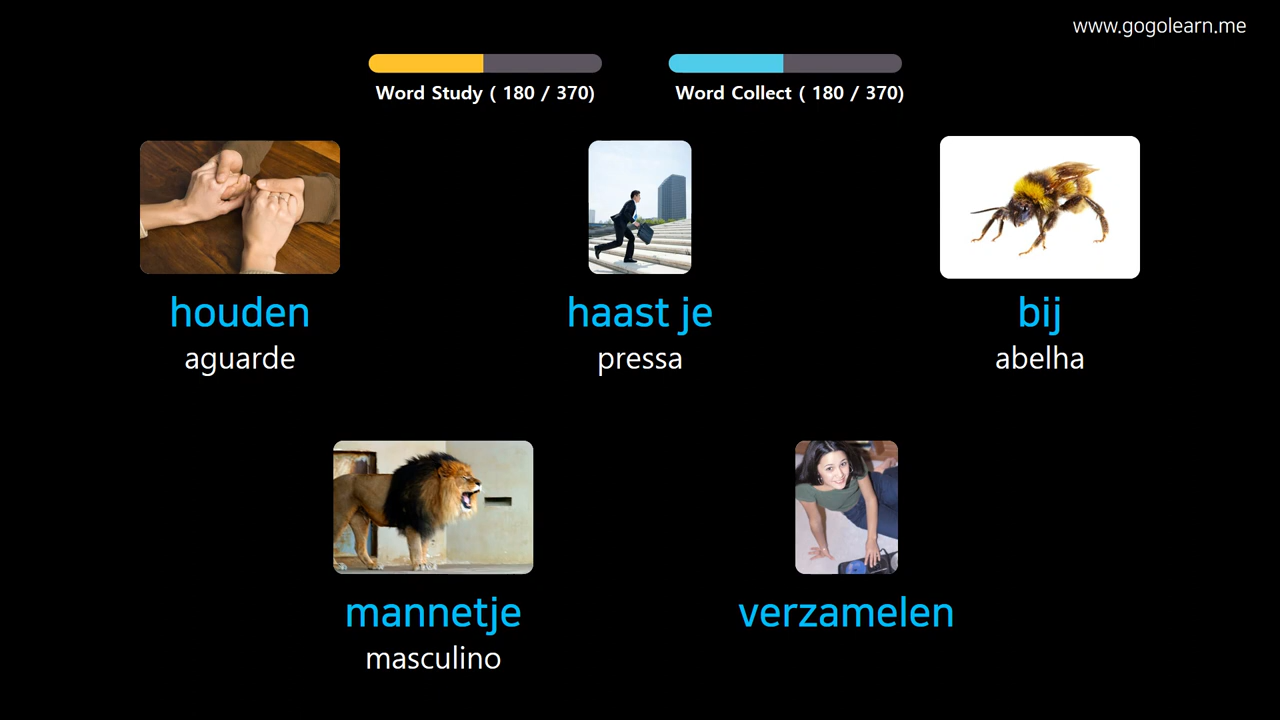 www.gogolearn.me
Word Study ( 180 / 370)
Word Collect ( 180 / 370)
houden
aguarde
haast je
pressa
bij
abelha
mannetje
masculino
verzamelen